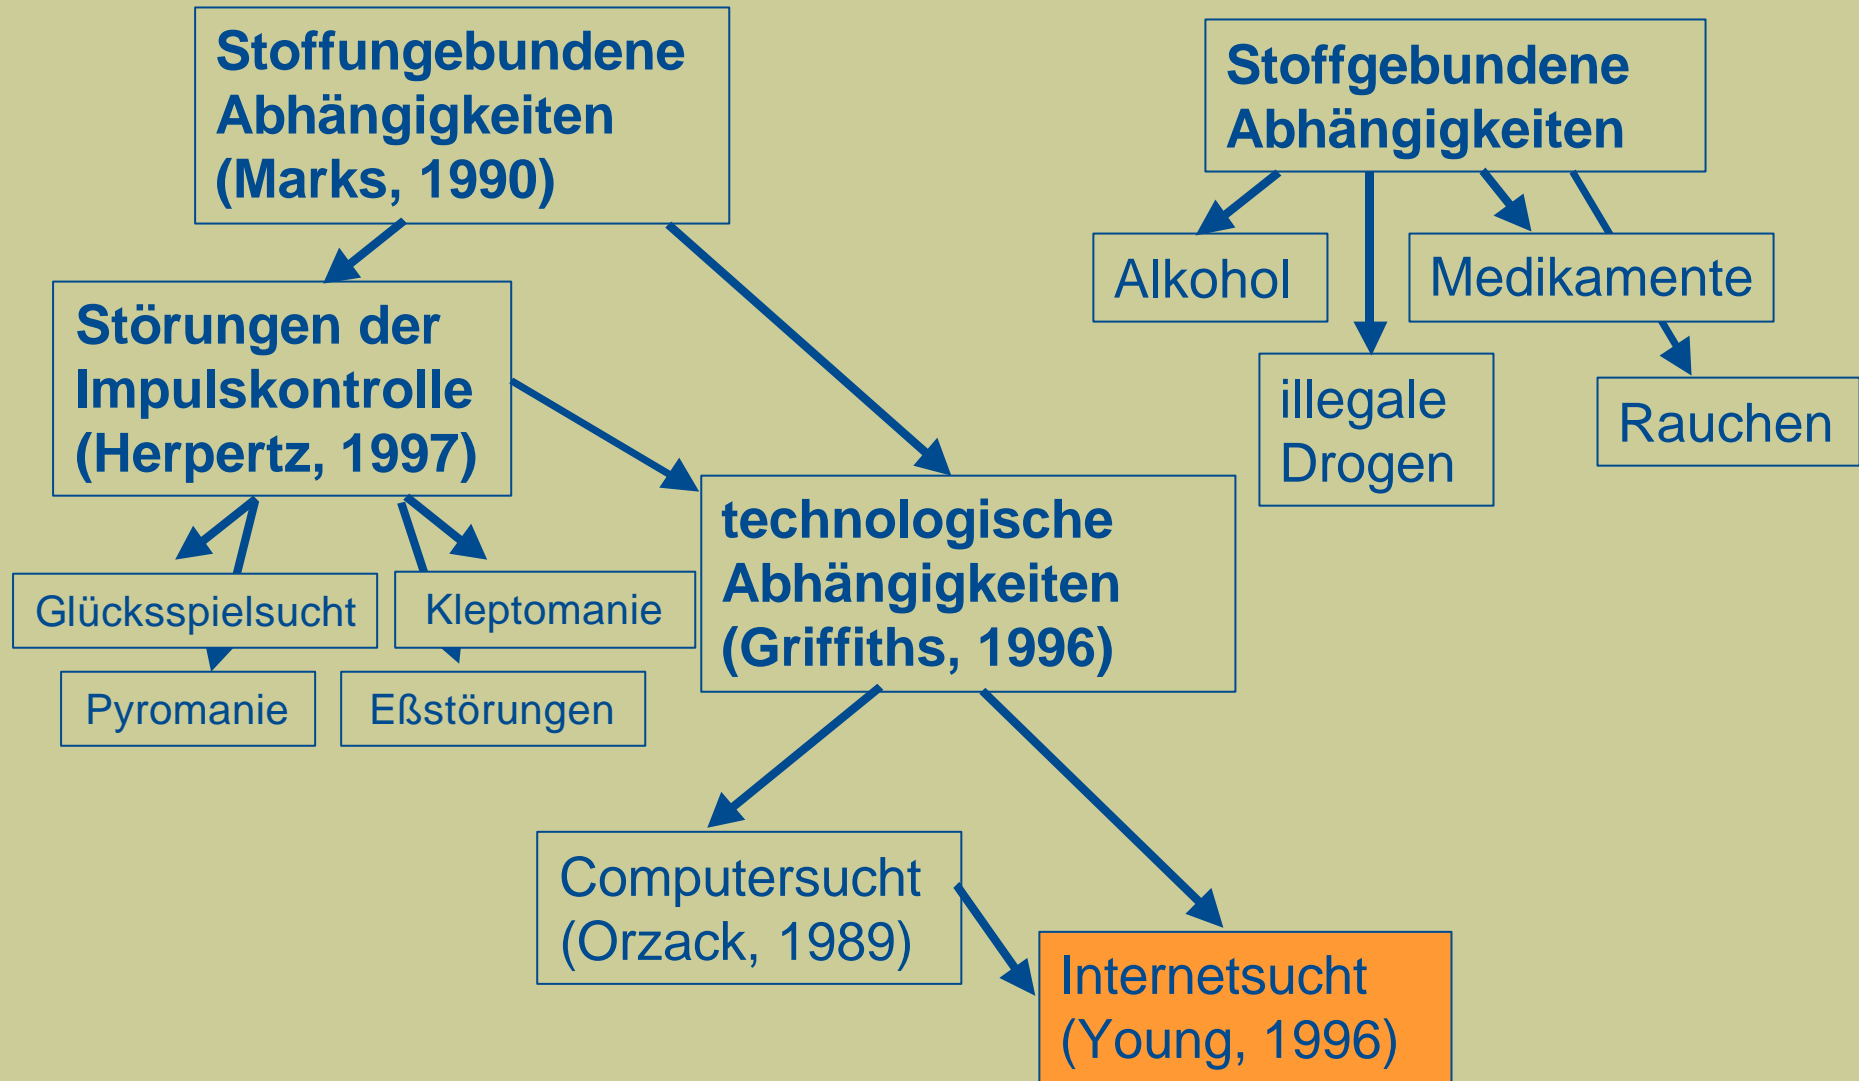 Stoffungebundene
Abhängigkeiten
(Marks, 1990)
Stoffgebundene
Abhängigkeiten
Alkohol
Medikamente
illegale
Drogen
Rauchen
Störungen der
Impulskontrolle
(Herpertz, 1997)
technologische
Abhängigkeiten
(Griffiths, 1996)
Glücksspielsucht
Kleptomanie
Pyromanie
Eßstörungen
Computersucht
(Orzack, 1989)
Internetsucht
(Young, 1996)